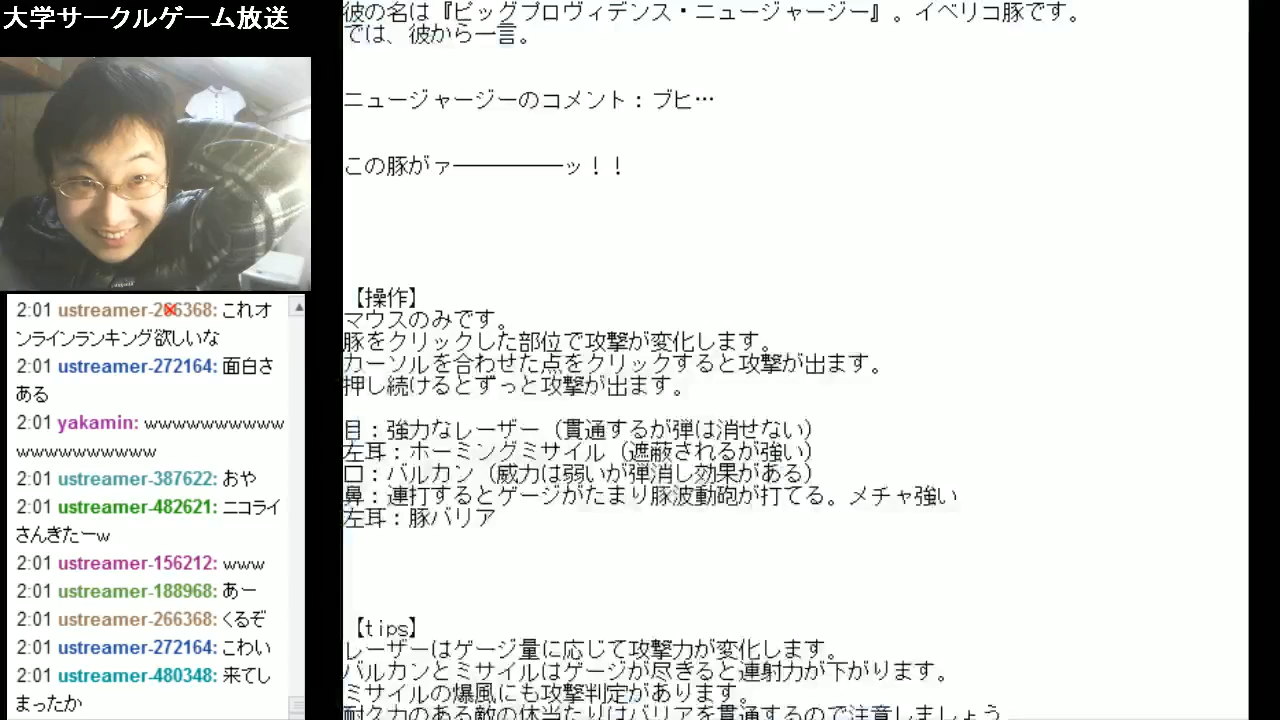 大学サークルゲーム放送
彼の名は『ビッグプロヴィデンス・ニュージャージー』。イベリコ豚です。
では、彼から一言。
ニュージャージーのコメント：ブヒ…
この豚がァ━━━━━ッ！！
【操作】
マウスのみです。
豚をクリックした部位で攻撃が変化します。
カーソルを合わせた点をクリックすると攻撃が出ます。
押し続けるとずっと攻撃が出ます。
目：強力なレーザー（貫通するが弾は消せない）
左耳：ホーミングミサイル（遮蔽されるが強い）
口：バルカン（威力は弱いが弾消し効果がある）
鼻：連打するとゲージがたまり豚波動砲が打てる。メチャ強い
左耳：豚バリア
【tips】
レーザーはゲージ量に応じて攻撃力が変化します。
バルカンとミサイルはゲージが尽きると連射力が下がります。
ミサイルの爆風にも攻撃判定があります。
耐久力のある敵の体当たりはバリアを貫通するので注意しましょう
2:01 ustreamer-266368: これオ
ンラインランキング欲しいな
2:01 ustreamer-272164: 面白さ
ある
2:01 yakamin: wwwwwwwwww
wwwwwwwwww
2:01 ustreamer-387622: おや
2:01 ustreamer-482621: ニコライ
さんきたーw
2:01 ustreamer-156212: www
2:01 ustreamer-188968: あー
2:01 ustreamer-266368: くるぞ
2:01 ustreamer-272164: こわい
2:01 ustreamer-480348: 来てし
まったか